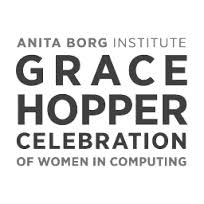 ANITA BORG INSTITUTE
GRACE
HOPPER
CELEBRATION
OF WOMEN IN COMPUTING